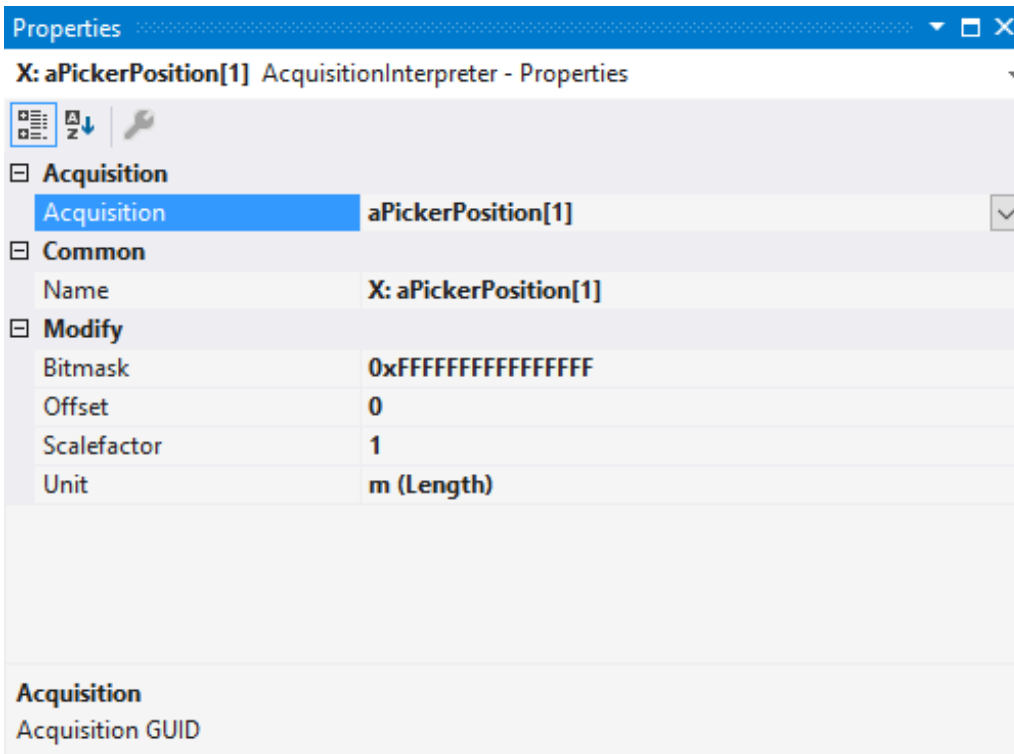 Properties
X: aPickerPosition[1] AcquisitionInterpreter - Properties
Acquisition
Acquisition aPickerPosition[1]
Common
Name X: aPickerPosition[1]
Modify
Bitmask 0xFFFFFFFFFFFFFFFF
Offset 0
Scalefactor 1
Unit m (Length)
Acquisition
Acquisition GUID